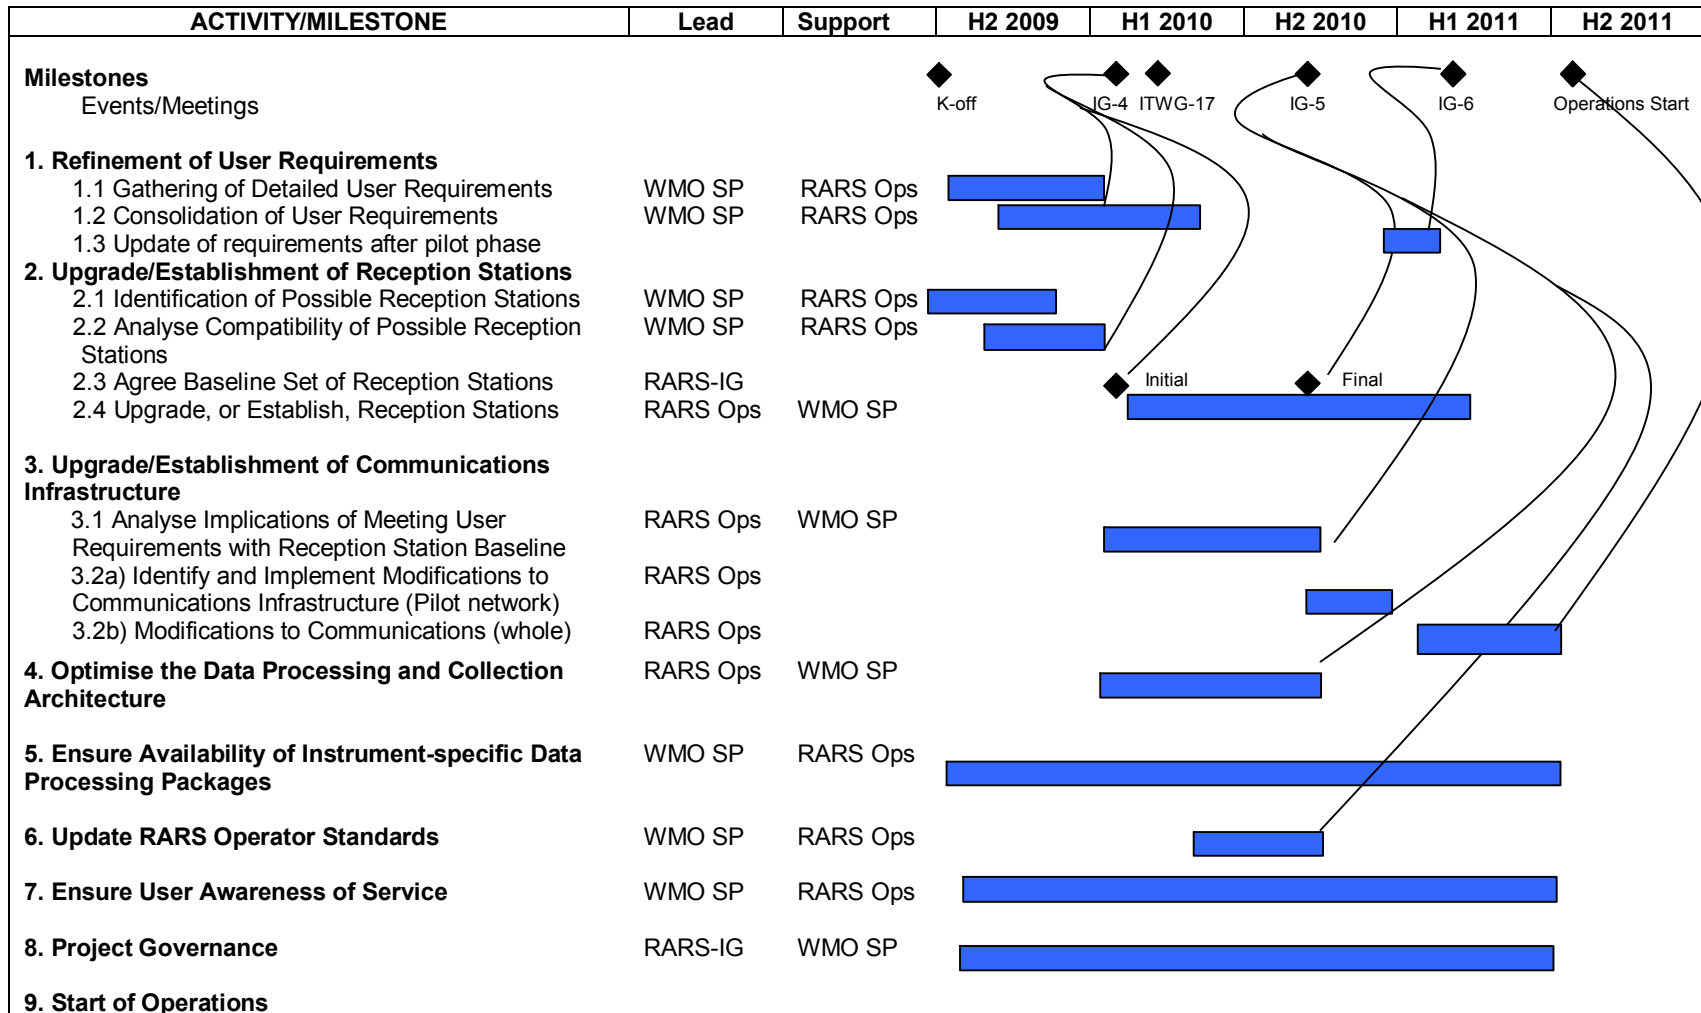 ACTIVITY/MILESTONE Lead Support H2 2009 H1 2010 H2 2010 H1 2011 H2 2011
Milestones
Events/Meetings K-off IG-4 ITWG-17 IG-5 IG-6 Operations Start
1. Refinement of User Requirements
1.1 Gathering of Detailed User Requirements WMO SP RARS Ops
1.2 Consolidation of User Requirements WMO SP RARS Ops
1.3 Update of requirements after pilot phase
2. Upgrade/Establishment of Reception Stations
2.1 Identification of Possible Reception Stations WMO SP RARS Ops
2.2 Analyse Compatibility of Possible Reception WMO SP RARS Ops
Stations
2.3 Agree Baseline Set of Reception Stations RARS-IG Initial Final
2.4 Upgrade, or Establish, Reception Stations RARS Ops WMO SP
3. Upgrade/Establishment of Communications
Infrastructure
3.1 Analyse Implications of Meeting User RARS Ops WMO SP
Requirements with Reception Station Baseline
3.2a) Identify and Implement Modifications to RARS Ops
Communications Infrastructure (Pilot network)
3.2b) Modifications to Communications (whole) RARS Ops
4. Optimise the Data Processing and Collection RARS Ops WMO SP
Architecture
5. Ensure Availability of Instrument-specific Data WMO SP RARS Ops
Processing Packages
6. Update RARS Operator Standards WMO SP RARS Ops
7. Ensure User Awareness of Service WMO SP RARS Ops
8. Project Governance RARS-IG WMO SP
9. Start of Operations